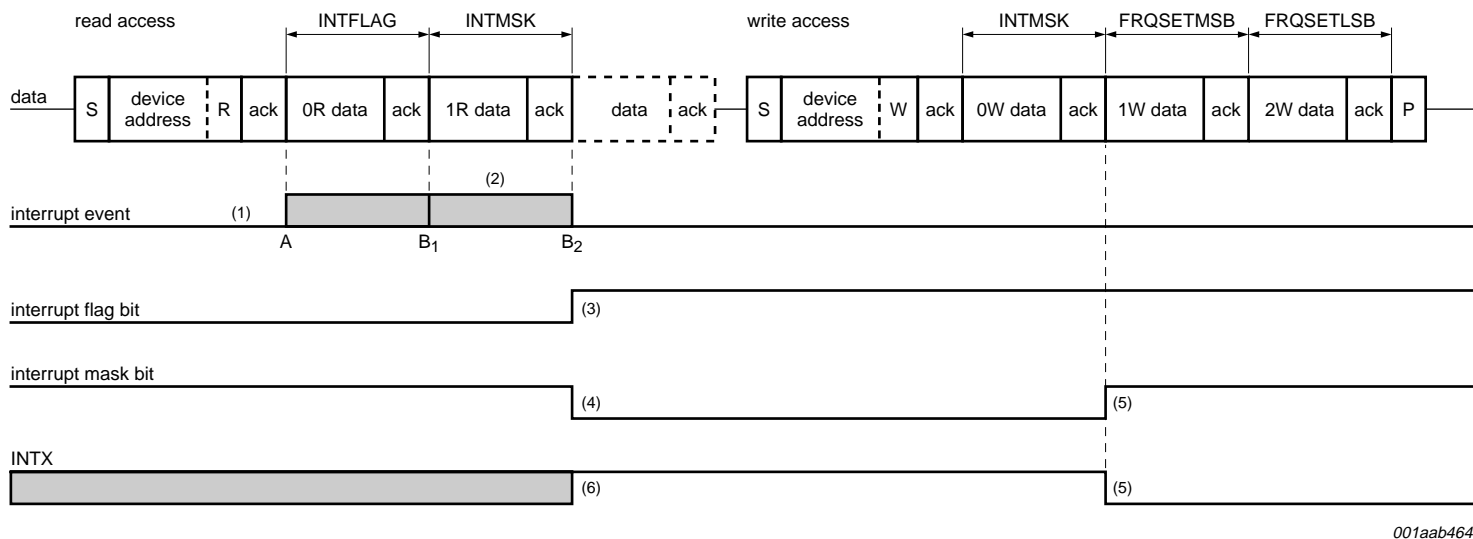 read access INTFLAG INTMSK write access INTMSK FRQSETMSB FRQSETLSB
data S device address R ack 0R data ack 1R data ack data ack S device address W ack 0W data ack 1W data ack 2W data ack P
(2)
interrupt event (1)
A B1 B2
interrupt flag bit (3)
interrupt mask bit
(4) (5)
INTX
(6) (5)
001aab464